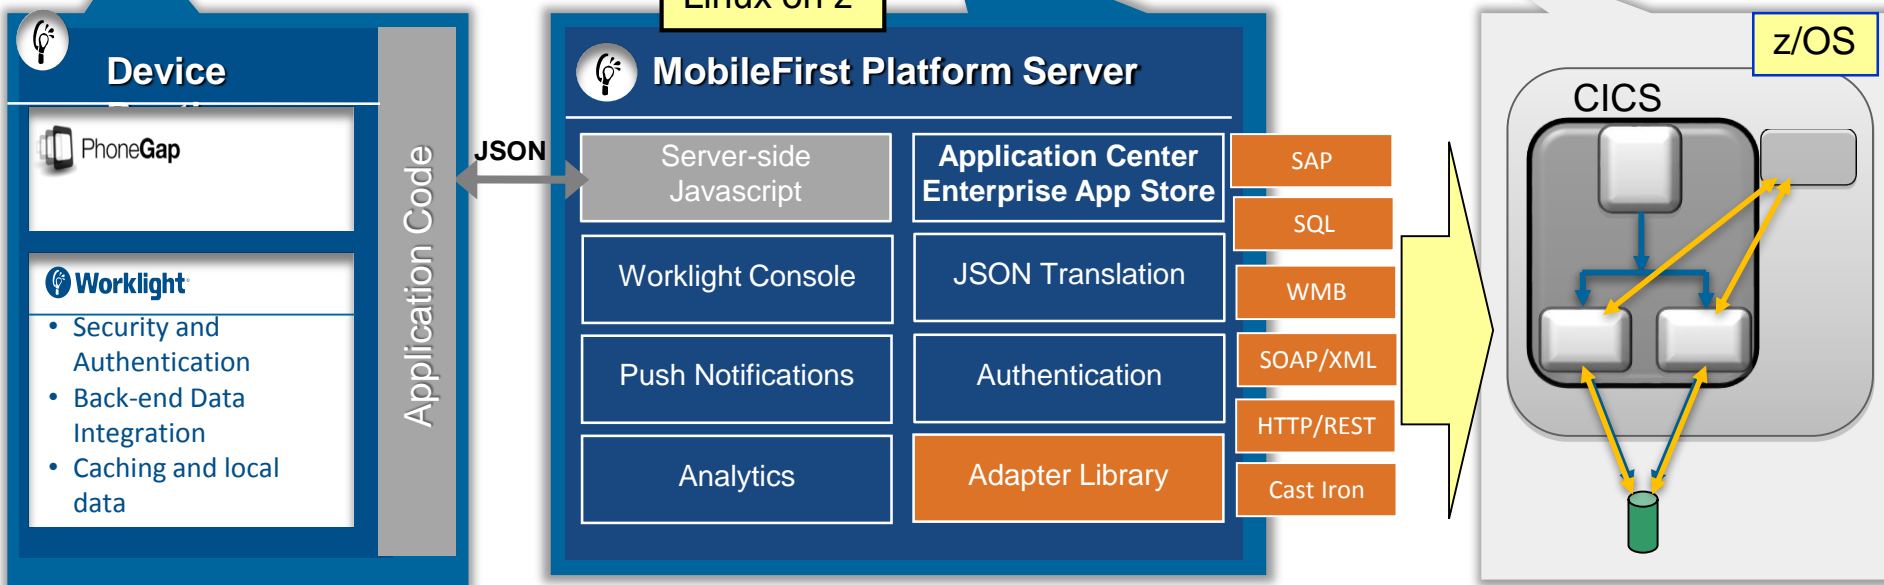 Linux on z
Device
PhoneGap
Worklight
• Security and
Authentication
• Back-end Data
Integration
• Caching and local
data
Application Code
JSON
MobileFirst Platform Server
Server-side
Javascript
Application Center
Enterprise App Store
Worklight Console
JSON Translation
Push Notifications
Authentication
Analytics
Adapter Library
SAP
SQL
WMB
SOAP/XML
HTTP/REST
Cast Iron
z/OS
CICS